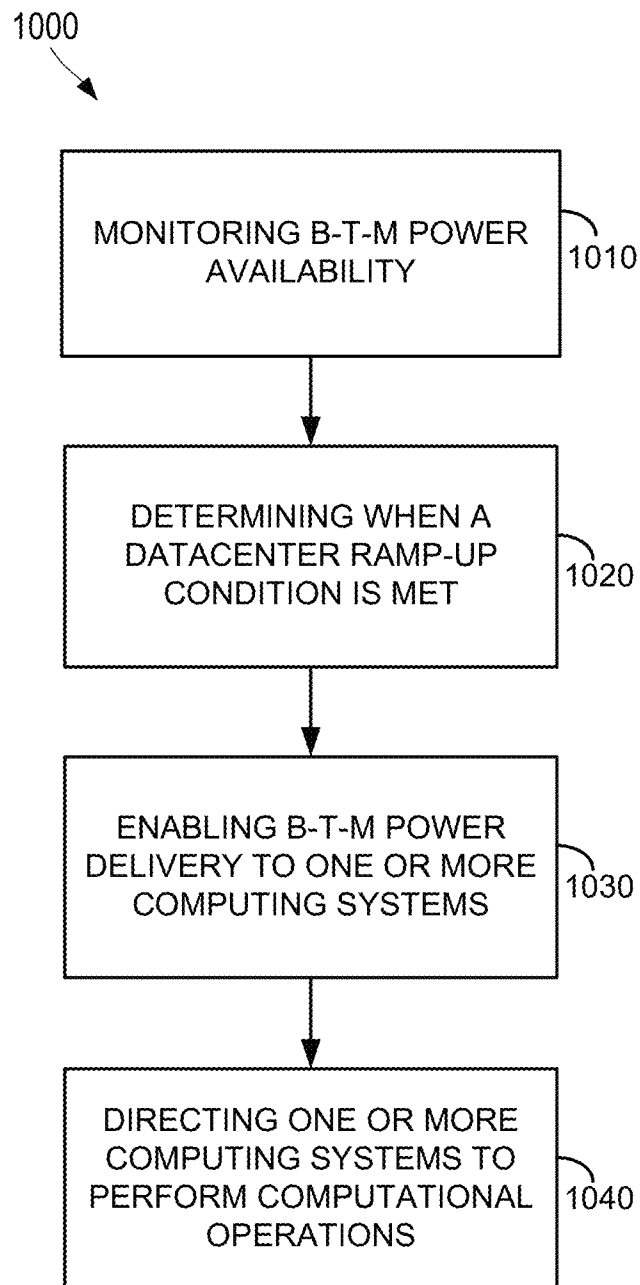 1000
MONITORING B-T-M POWER
AVAILABILITY
1010
DETERMINING WHEN A
DATACENTER RAMP-UP
CONDITION IS MET
1020
ENABLING B-T-M POWER
DELIVERY TO ONE OR MORE
COMPUTING SYSTEMS
1030
DIRECTING ONE OR MORE
COMPUTING SYSTEMS TO
PERFORM COMPUTATIONAL
OPERATIONS
1040